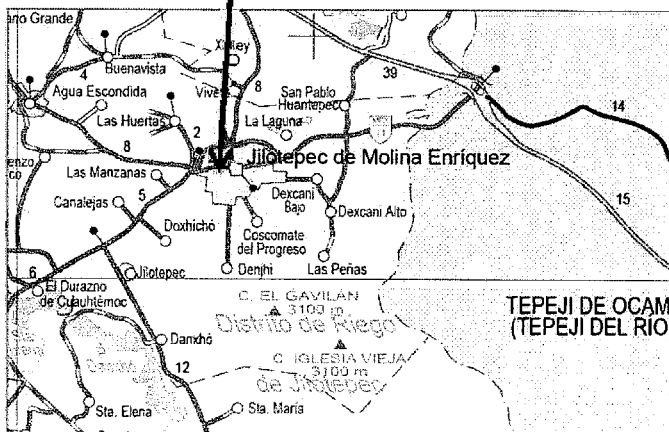 Grande
Xalley
4
Buenavista
8
39
Agua Escondida
San Pablo
Huantepec
14
Las Huertas
2
La Laguna
8
Jilotepec de Molina Enríquez
Las Manzanas
Dexcani
Bajo
15
Canalejas
5
Doxhichó
Dexcani Alto
Coscomate
del Progreso
6
Jilotepec
Denjhi
Las Peñas
El Durazno
de Cuauhtémoc
C. EL GAVILÁN
3100 m
Distrito de Riego
TEPEJI DE OCAM
(TEPEJI DEL RIO
Danxhó
C. IGLESIA VIEJA
3100 m
12
de Jilotepec
Sta. Elena
Sta. María